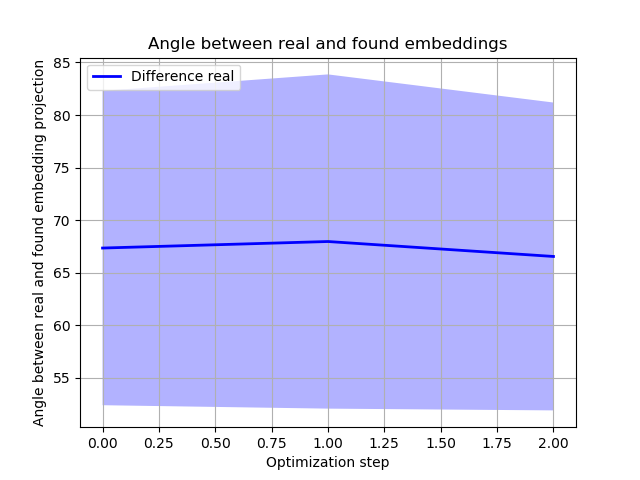 Angle between real and found embeddings
Difference real
Angle between real and found embedding projection
85
80
75
70
65
60
55
0.00 0.25 0.50 0.75 1.00 1.25 1.50 1.75 2.00
Optimization step